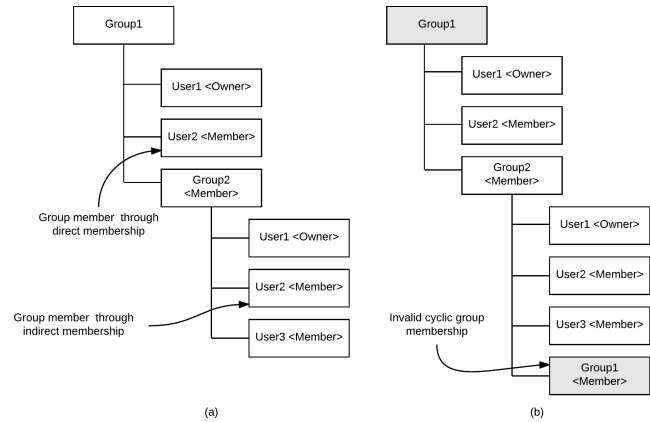 Group1
User1 <Owner>
User2 <Member>
Group2
<Member>
Group member through
direct membership
User1 <Owner>
User2 <Member>
Group member through
indirect membership
User3 <Member>
(a)
Group1
User1 <Owner>
User2 <Member>
Group2
<Member>
User1 <Owner>
User2 <Member>
Invalid cyclic group
membership
User3 <Member>
Group1
<Member>
(b)